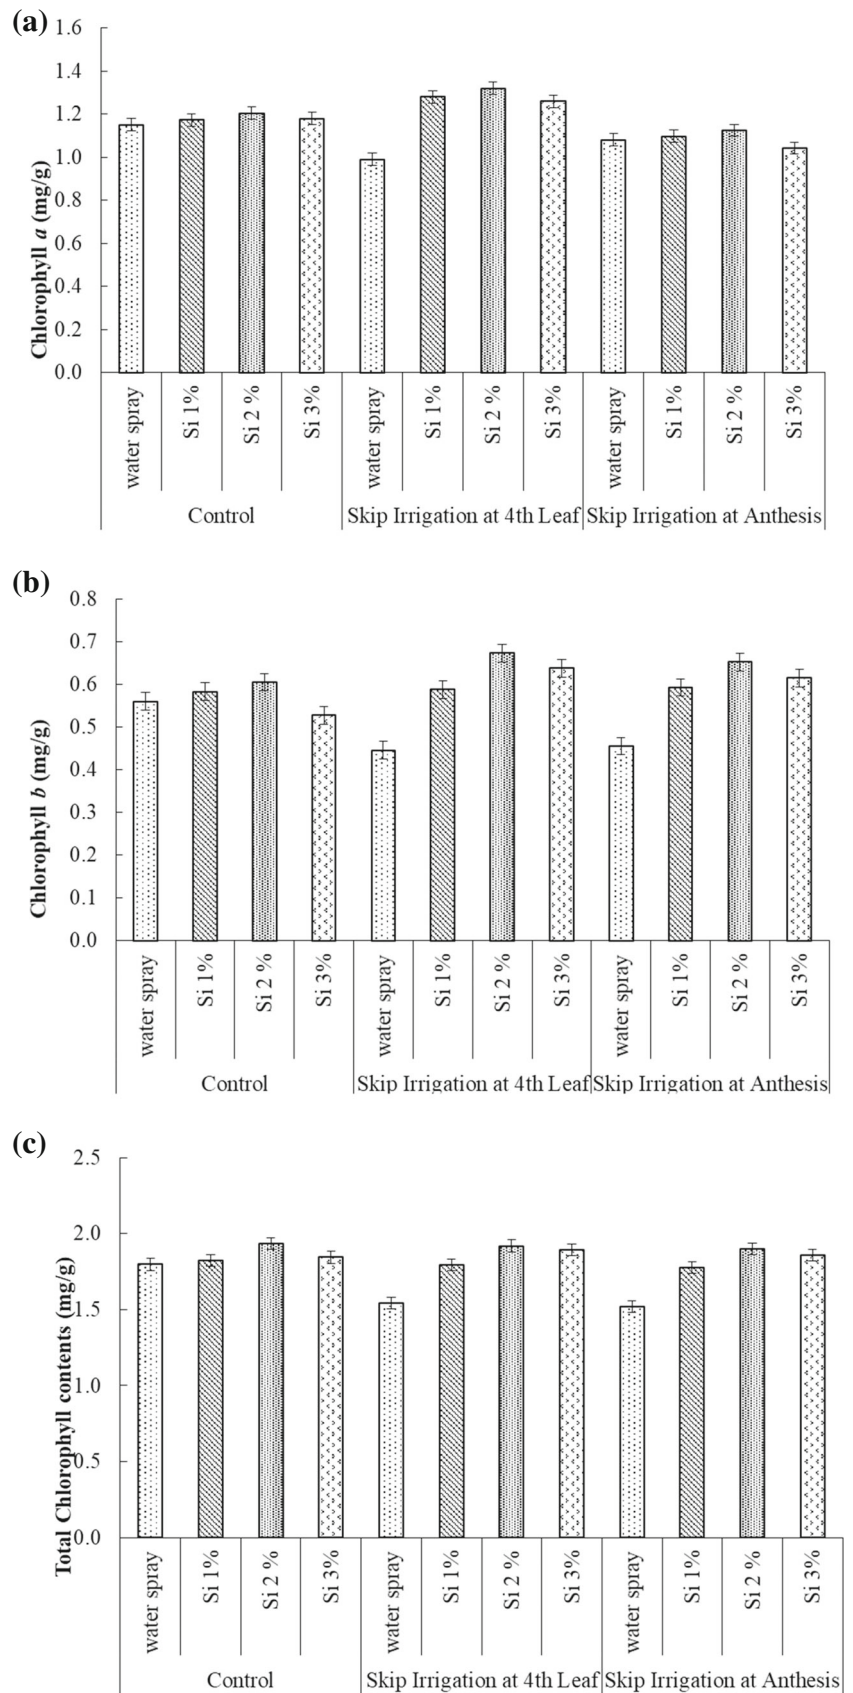 (a)
Chlorophyll a (mg/g)
1.6
1.4
1.2
1.0
0.8
0.6
0.4
0.2
0.0
water spray
Si 1%
Si 2 %
Si 3%
water spray
Si 1%
Si 2 %
Si 3%
water spray
Si 1%
Si 2 %
Si 3%
Control
Skip Irrigation at 4th Leaf
Skip Irrigation at Anthesis
(b)
Chlorophyll b (mg/g)
0.8
0.7
0.6
0.5
0.4
0.3
0.2
0.1
0.0
water spray
Si 1%
Si 2 %
Si 3%
water spray
Si 1%
Si 2 %
Si 3%
water spray
Si 1%
Si 2 %
Si 3%
Control
Skip Irrigation at 4th Leaf
Skip Irrigation at Anthesis
(c)
Total Chlorophyll contents (mg/g)
2.5
2.0
1.5
1.0
0.5
0.0
water spray
Si 1%
Si 2 %
Si 3%
water spray
Si 1%
Si 2 %
Si 3%
water spray
Si 1%
Si 2 %
Si 3%
Control
Skip Irrigation at 4th Leaf
Skip Irrigation at Anthesis